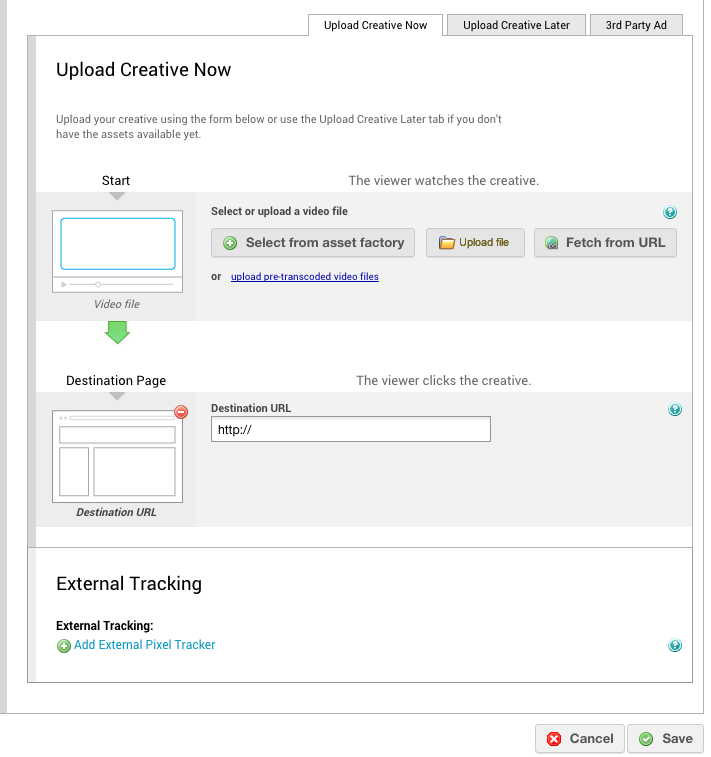 Upload Creative Now
Upload Creative Later
3rd Party Ad
Upload Creative Now
Upload your creative using the form below or use the Upload Creative Later tab if you don't
have the assets available yet.
Start
The viewer watches the creative.
Select or upload a video file
Select from asset factory
Upload file
Fetch from URL
or upload pre-transcoded video files
Video file
Destination Page
The viewer clicks the creative.
Destination URL
http://
Destination URL
External Tracking
External Tracking:
Add External Pixel Tracker
Cancel
Save